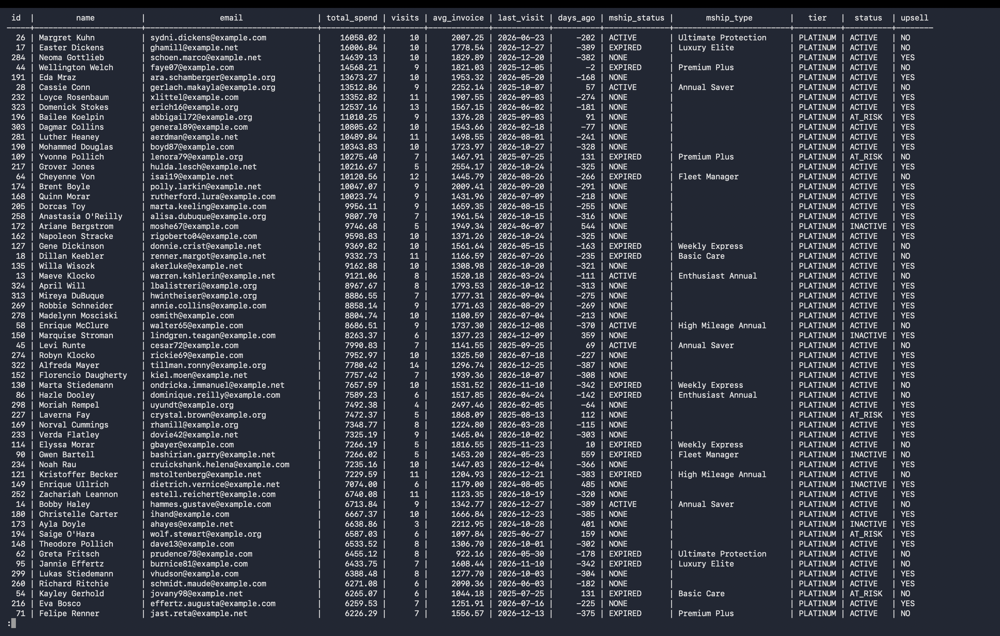 id | name | email | total_spend | visits | avg_invoice | last_visit | days_ago | mship_status | mship_type | tier | status | upsell
26 | Margret Kuhn | sydni.dickens@example.com | 16058.02 | 10 | 2007.25 | 2026-06-23 | -202 | ACTIVE | Ultimate Protection | PLATINUM | ACTIVE | NO
17 | Easter Dickens | ghamill@example.net | 16006.84 | 10 | 1778.54 | 2026-12-27 | -389 | EXPIRED | Luxury Elite | PLATINUM | ACTIVE | NO
284 | Neoma Gottlieb | schoen.marco@example.net | 14639.13 | 10 | 1829.89 | 2026-12-20 | -382 | NONE | | PLATINUM | ACTIVE | YES
44 | Wellington Welch | faye07@example.com | 14568.21 | 9 | 1821.03 | 2025-12-05 | -2 | EXPIRED | Premium Plus | PLATINUM | ACTIVE | NO
191 | Eda Mraz | ara.schamberger@example.org | 13673.27 | 10 | 1953.32 | 2026-05-20 | -168 | NONE | | PLATINUM | ACTIVE | YES
28 | Cassie Conn | gerlach.makayla@example.org | 13512.86 | 9 | 2252.14 | 2025-10-07 | 57 | ACTIVE | Annual Saver | PLATINUM | ACTIVE | NO
232 | Loyce Rosenbaum | xlittel@example.com | 13352.82 | 11 | 1907.55 | 2026-09-03 | -274 | NONE | | PLATINUM | ACTIVE | YES
323 | Domenick Stokes | erich16@example.org | 12537.16 | 13 | 1567.15 | 2026-06-02 | -181 | NONE | | PLATINUM | ACTIVE | YES
196 | Bailee Koelpin | abbigail72@example.org | 11010.25 | 9 | 1376.28 | 2025-09-03 | 91 | NONE | | PLATINUM | AT_RISK | YES
303 | Dagmar Collins | general89@example.com | 10805.62 | 10 | 1543.66 | 2026-02-18 | -77 | NONE | | PLATINUM | ACTIVE | YES
281 | Luther Heaney | aerdman@example.net | 10489.84 | 11 | 1498.55 | 2026-08-01 | -241 | NONE | | PLATINUM | ACTIVE | YES
190 | Mohammed Douglas | boyd87@example.com | 10343.83 | 10 | 1723.97 | 2026-10-27 | -328 | NONE | | PLATINUM | ACTIVE | YES
109 | Yvonne Pollich | lenora79@example.org | 10275.40 | 7 | 1467.91 | 2025-07-25 | 131 | EXPIRED | Premium Plus | PLATINUM | AT_RISK | NO
217 | Grover Jones | hulda.lesch@example.net | 10216.67 | 5 | 2554.17 | 2026-10-24 | -325 | NONE | | PLATINUM | ACTIVE | YES
64 | Cheyenne Von | isai19@example.net | 10120.56 | 12 | 1445.79 | 2026-08-26 | -266 | EXPIRED | Fleet Manager | PLATINUM | ACTIVE | NO
174 | Brent Boyle | polly.larkin@example.net | 10047.07 | 9 | 2009.41 | 2026-09-20 | -291 | NONE | | PLATINUM | ACTIVE | YES
168 | Quinn Morar | rutherford.lura@example.com | 10023.74 | 9 | 1431.96 | 2026-07-09 | -218 | NONE | | PLATINUM | ACTIVE | YES
205 | Dorcas Toy | marta.keeling@example.com | 9956.11 | 9 | 1659.35 | 2026-08-15 | -255 | NONE | | PLATINUM | ACTIVE | YES
258 | Anastasia O'Reilly | alisa.dubuque@example.org | 9807.70 | 7 | 1961.54 | 2026-10-15 | -316 | NONE | | PLATINUM | ACTIVE | YES
172 | Ariane Bergstrom | moshe67@example.com | 9746.68 | 5 | 1949.34 | 2024-06-07 | 544 | NONE | | PLATINUM | INACTIVE | YES
162 | Napoleon Stracke | rigoberto04@example.com | 9598.83 | 10 | 1371.26 | 2026-10-24 | -325 | NONE | | PLATINUM | ACTIVE | YES
127 | Gene Dickinson | donnie.crist@example.net | 9369.82 | 10 | 1561.64 | 2026-05-15 | -163 | EXPIRED | Weekly Express | PLATINUM | ACTIVE | NO
18 | Dillan Keebler | renner.margot@example.net | 9332.73 | 11 | 1166.59 | 2026-07-26 | -235 | EXPIRED | Basic Care | PLATINUM | ACTIVE | NO
135 | Willa Wisozk | akerluke@example.net | 9162.88 | 10 | 1308.98 | 2026-10-20 | -321 | NONE | | PLATINUM | ACTIVE | YES
13 | Maeve Klocko | warren.kshlerin@example.net | 9121.06 | 8 | 1520.18 | 2026-03-24 | -111 | ACTIVE | Enthusiast Annual | PLATINUM | ACTIVE | NO
324 | April Will | lbalistreri@example.org | 8967.67 | 8 | 1793.53 | 2026-10-12 | -313 | NONE | | PLATINUM | ACTIVE | YES
313 | Mireya DuBuque | hwintheiser@example.org | 8886.55 | 7 | 1777.31 | 2026-09-04 | -275 | NONE | | PLATINUM | ACTIVE | YES
269 | Robbie Schneider | annie.collins@example.com | 8858.14 | 9 | 1771.63 | 2026-08-29 | -269 | NONE | | PLATINUM | ACTIVE | YES
278 | Madelynn Mosciski | osmith@example.com | 8804.74 | 10 | 1100.59 | 2026-07-04 | -213 | NONE | | PLATINUM | ACTIVE | YES
58 | Enrique McClure | walter65@example.com | 8686.51 | 9 | 1737.30 | 2026-12-08 | -370 | ACTIVE | High Mileage Annual | PLATINUM | ACTIVE | NO
150 | Marquise Stroman | lindgren.teagan@example.com | 8263.37 | 6 | 1377.23 | 2024-12-09 | 359 | NONE | | PLATINUM | INACTIVE | YES
45 | Levi Runte | cesar72@example.com | 7990.83 | 7 | 1141.55 | 2025-09-25 | 69 | ACTIVE | Annual Saver | PLATINUM | ACTIVE | NO
274 | Robyn Klocko | rickie69@example.com | 7952.97 | 10 | 1325.50 | 2026-07-18 | -227 | NONE | | PLATINUM | ACTIVE | YES
322 | Alfreda Mayer | tillman.ronny@example.org | 7780.42 | 14 | 1296.74 | 2026-12-25 | -387 | NONE | | PLATINUM | ACTIVE | YES
152 | Florencio Daugherty | kiel.moen@example.net | 7757.42 | 7 | 1939.36 | 2026-10-07 | -308 | NONE | | PLATINUM | ACTIVE | YES
130 | Marta Stiedemann | ondricka.immanuel@example.net | 7657.59 | 10 | 1531.52 | 2026-11-10 | -342 | EXPIRED | Weekly Express | PLATINUM | ACTIVE | NO
86 | Hazle Dooley | dominique.reilly@example.com | 7589.23 | 6 | 1517.85 | 2026-04-24 | -142 | EXPIRED | Enthusiast Annual | PLATINUM | ACTIVE | NO
298 | Moriah Rempel | uyundt@example.org | 7492.38 | 4 | 2497.46 | 2026-02-05 | -64 | NONE | | PLATINUM | ACTIVE | YES
227 | Laverna Fay | crystal.brown@example.org | 7472.37 | 5 | 1868.09 | 2025-08-13 | 112 | NONE | | PLATINUM | AT_RISK | YES
169 | Norval Cummings | rhamill@example.org | 7348.77 | 8 | 1224.80 | 2026-03-28 | -115 | NONE | | PLATINUM | ACTIVE | YES
233 | Verda Flatley | dovie42@example.net | 7325.19 | 9 | 1465.04 | 2026-10-02 | -303 | NONE | | PLATINUM | ACTIVE | YES
114 | Elyssa Morar | gbayer@example.com | 7266.19 | 5 | 1816.55 | 2025-11-23 | 10 | EXPIRED | Weekly Express | PLATINUM | ACTIVE | NO
90 | Gwen Bartell | bashirian.garry@example.net | 7266.02 | 5 | 1453.20 | 2024-05-23 | 559 | EXPIRED | Fleet Manager | PLATINUM | INACTIVE | NO
234 | Noah Rau | cruickshank.helena@example.com | 7235.16 | 10 | 1447.03 | 2026-12-04 | -366 | NONE | | PLATINUM | ACTIVE | YES
121 | Kristoffer Becker | mstoltenberg@example.net | 7229.59 | 11 | 1204.93 | 2026-12-21 | -383 | EXPIRED | High Mileage Annual | PLATINUM | ACTIVE | NO
149 | Enrique Ullrich | dietrich.vernice@example.net | 7074.00 | 6 | 1179.00 | 2024-08-05 | 485 | NONE | | PLATINUM | INACTIVE | YES
252 | Zachariah Leannon | estell.reichert@example.com | 6740.08 | 11 | 1123.35 | 2026-10-19 | -320 | NONE | | PLATINUM | ACTIVE | YES
14 | Bobby Haley | hammes.gustave@example.com | 6713.84 | 9 | 1342.77 | 2026-12-27 | -389 | ACTIVE | Annual Saver | PLATINUM | ACTIVE | NO
180 | Christelle Carter | ihand@example.com | 6667.37 | 10 | 1666.84 | 2026-12-23 | -385 | NONE | | PLATINUM | ACTIVE | YES
173 | Ayla Doyle | ahayes@example.net | 6638.86 | 3 | 2212.95 | 2024-10-28 | 401 | NONE | | PLATINUM | INACTIVE | YES
194 | Saige O'Hara | wolf.stewart@example.org | 6587.03 | 6 | 1097.84 | 2025-06-27 | 159 | NONE | | PLATINUM | AT_RISK | YES
148 | Theodore Pollich | dave13@example.com | 6533.52 | 8 | 1306.70 | 2026-10-01 | -302 | NONE | | PLATINUM | ACTIVE | YES
62 | Greta Fritsch | prudence78@example.com | 6455.12 | 8 | 922.16 | 2026-05-30 | -178 | EXPIRED | Ultimate Protection | PLATINUM | ACTIVE | NO
95 | Jannie Effertz | burnice81@example.com | 6433.75 | 7 | 1608.44 | 2026-11-10 | -342 | EXPIRED | Luxury Elite | PLATINUM | ACTIVE | NO
299 | Lukas Stiedemann | vhudson@example.com | 6388.48 | 8 | 1277.70 | 2026-10-03 | -304 | NONE | | PLATINUM | ACTIVE | YES
260 | Richard Ritchie | schmidt.maude@example.com | 6271.08 | 6 | 2090.36 | 2026-06-03 | -182 | NONE | | PLATINUM | ACTIVE | YES
54 | Kayley Gerhold | jovany98@example.net | 6265.07 | 6 | 1044.18 | 2025-07-25 | 131 | EXPIRED | Basic Care | PLATINUM | AT_RISK | NO
216 | Eva Bosco | effertz.augusta@example.com | 6259.53 | 7 | 1251.91 | 2026-07-16 | -225 | NONE | | PLATINUM | ACTIVE | YES
71 | Felipe Renner | jast.reta@example.net | 6226.29 | 7 | 1556.57 | 2026-12-13 | -375 | EXPIRED | Premium Plus | PLATINUM | ACTIVE | NO
: